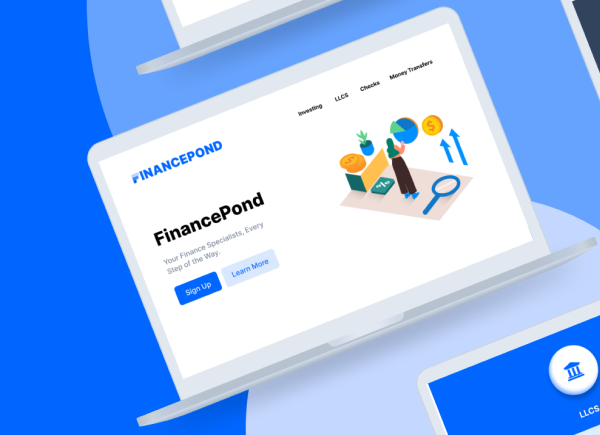 Investing LLCS Checks Money Transfers
FINANCEPOND
FinancePond
Your Finance Specialists, Every
Step of the Way.
Sign Up Learn More
$
%
LLCS